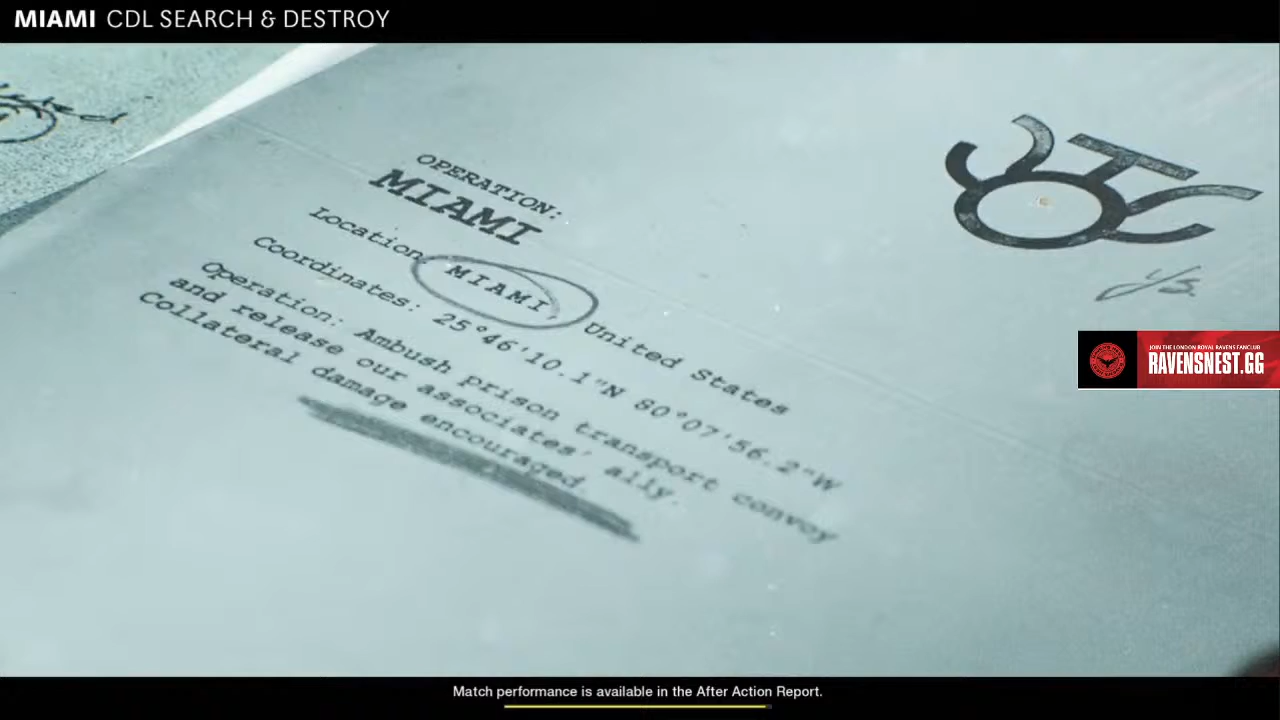 MIAMI CDL SEARCH & DESTROY
OPERATION:
MIAMI
Location: MIAMI, United States
Coordinates: 25°46'10.1"N 80°07'56.2"W
Operation: Ambush prison transport convoy
and release our associates' ally.
Collateral damage encouraged.
JOIN THE LONDON ROYAL RAVENS FANCLUB
RAVENSNEST.GG
Match performance is available in the After Action Report.